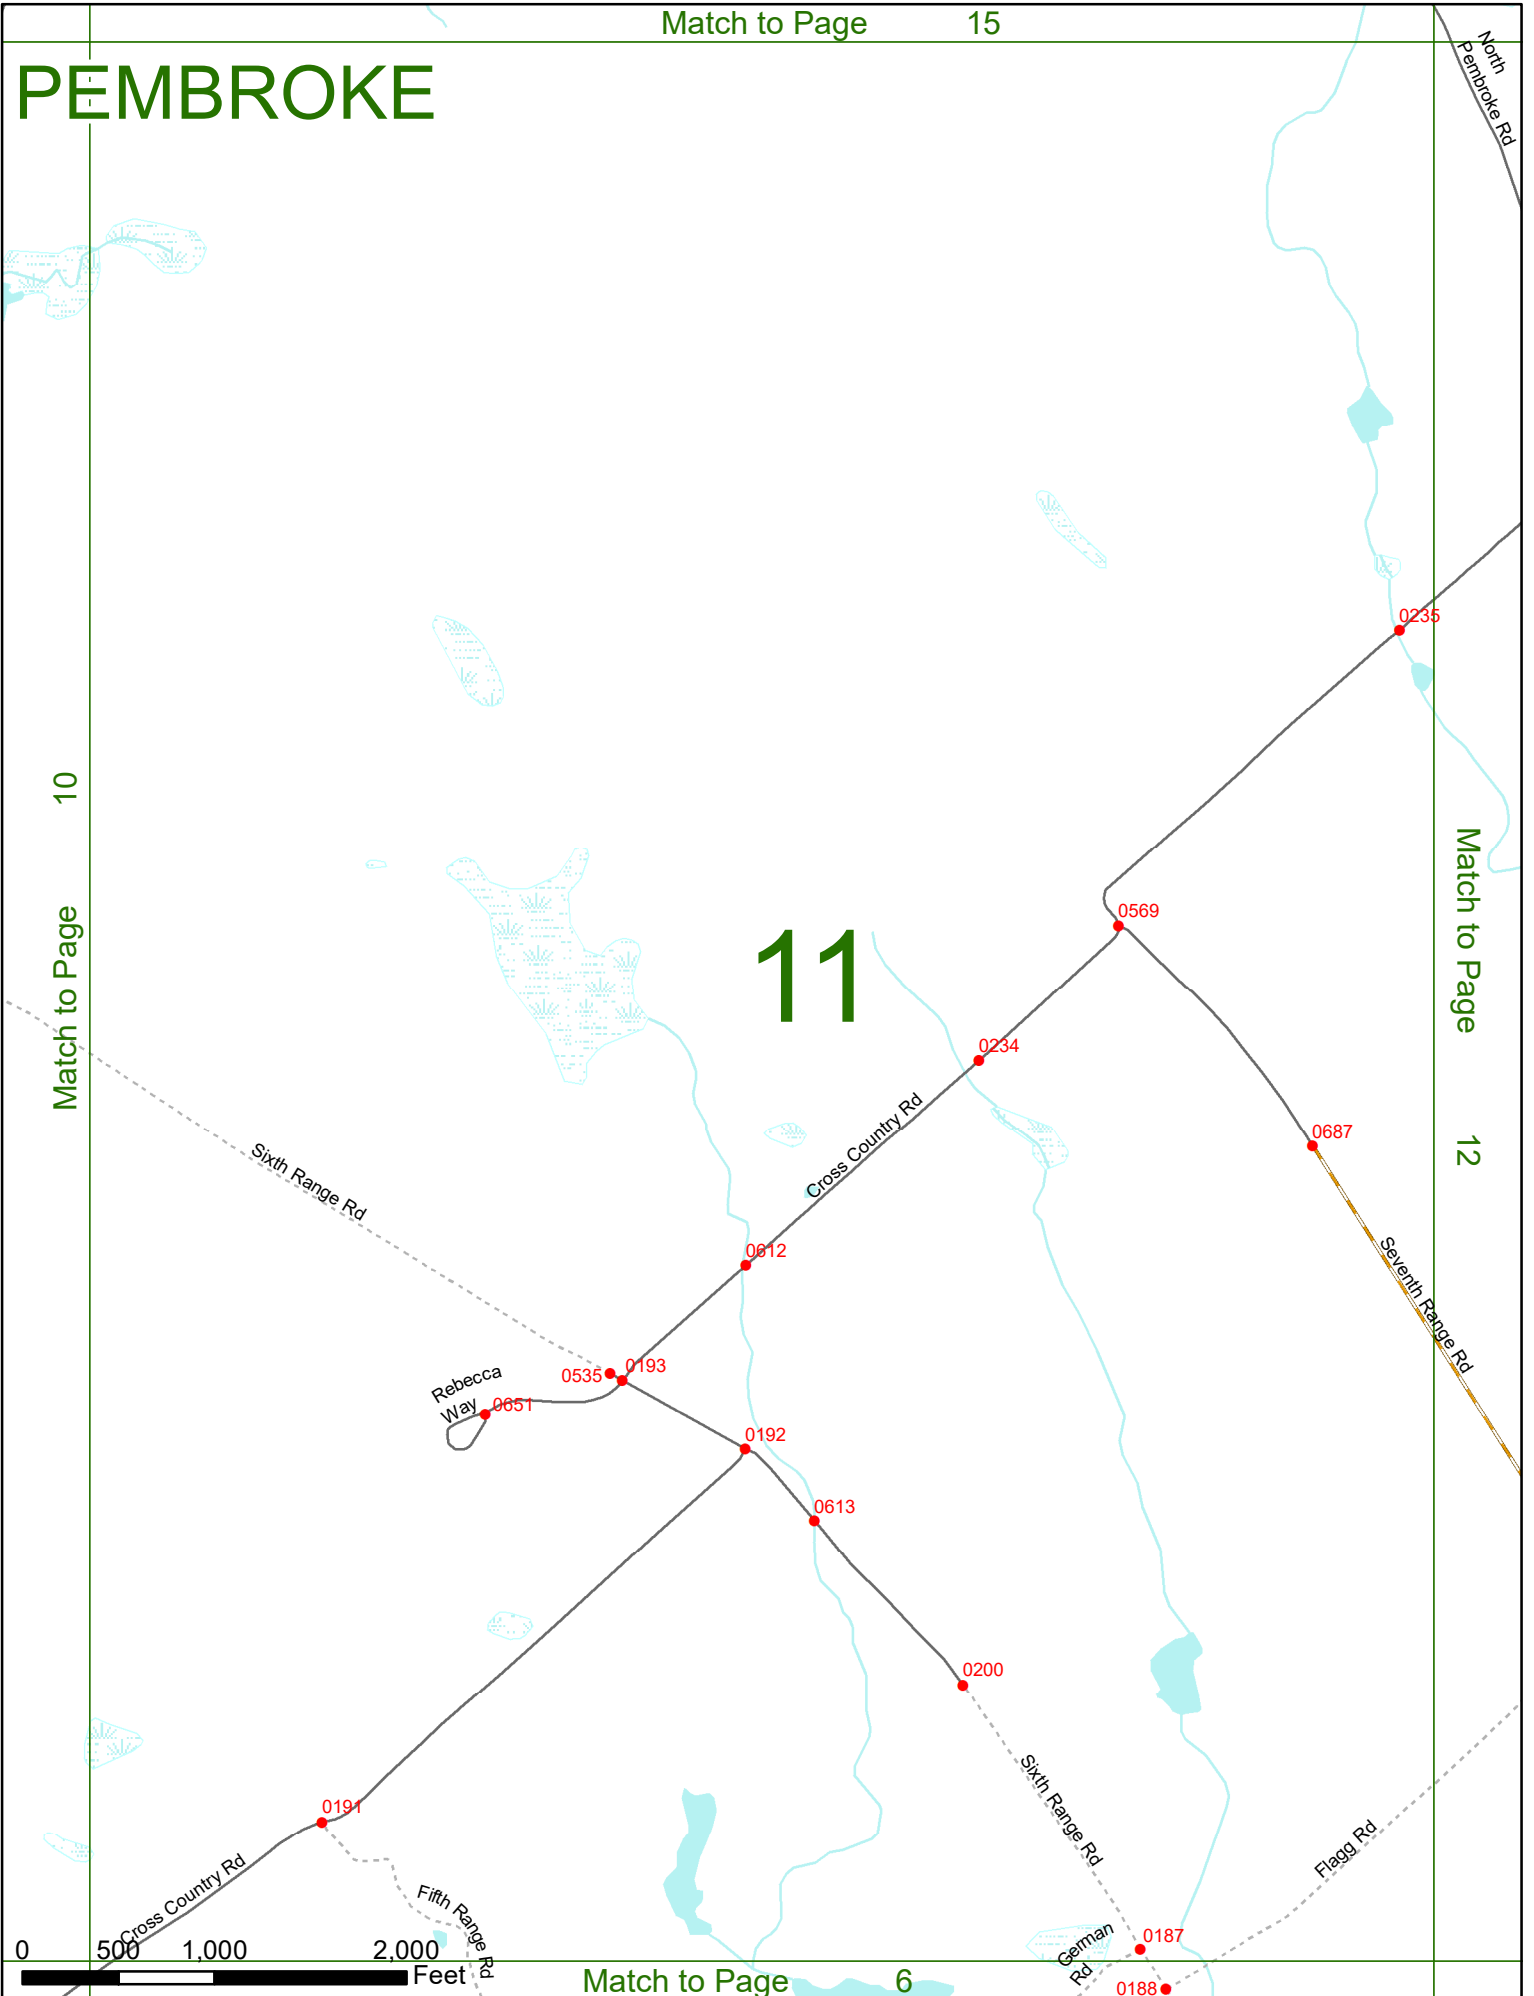 Match to Page 15
PEMBROKE
North
Pembroke Rd
0235
10
Match to Page
Match to Page
12
11
0569
0234
Cross Country Rd
0687
Sixth Range Rd
0612
Seventh Range Rd
0535
0193
Rebecca
Way
0651
0192
0613
0200
Sixth Range Rd
0191
Flagg Rd
Cross Country Rd
Fifth Range Rd
German
Rd
0187
0188
0 500 1,000 2,000
Feet
Match to Page 6